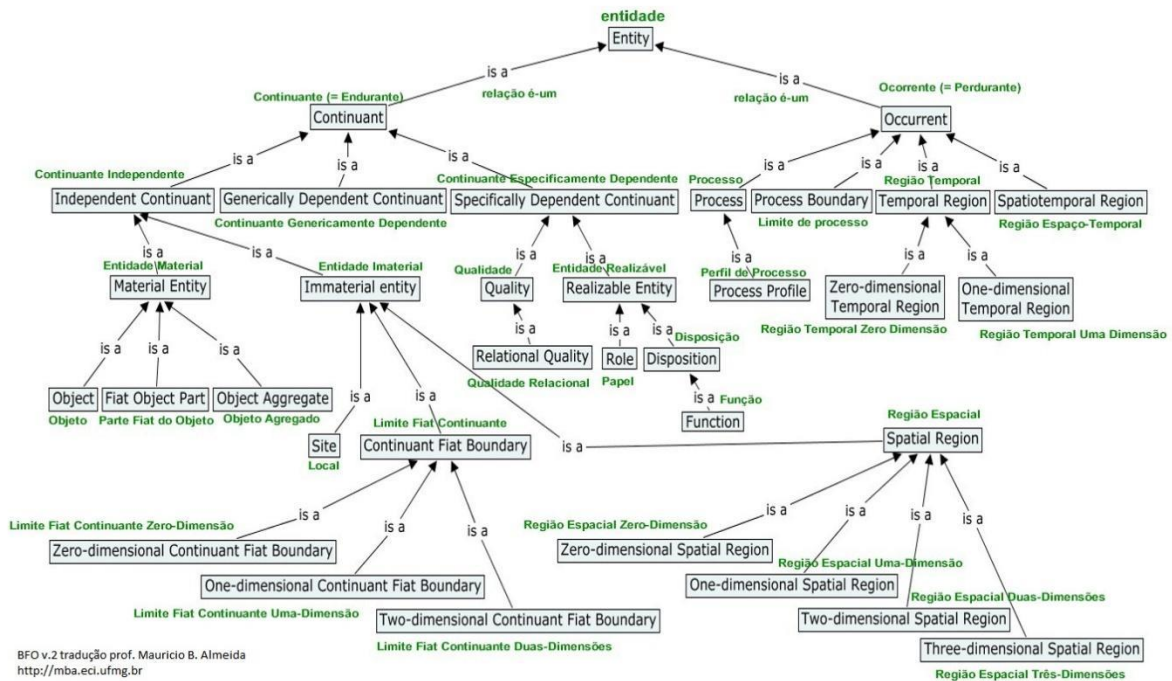 entidade
Entity
is a
is a
relação é-um
relação é-um
Continuante (= Endurante)
Continuant
Ocorrente (= Perdurante)
Occurrent
is a
is a
is a
is a
is a
is a
is a
Continuante Independente
Independent Continuant
Generically Dependent Continuant
Continuante Genericamente Dependente
Continuante Especificamente Dependente
Specifically Dependent Continuant
Processo
Process
Process Boundary
Limite de processo
Região Temporal
Temporal Region
Spatiotemporal Region
Região Espaço-Temporal
is a
is a
is a
is a
is a
is a
is a
Entidade Material
Material Entity
Entidade Imaterial
Immaterial entity
Qualidade
Quality
Entidade Realizável
Realizable Entity
Perfil de Processo
Process Profile
Zero-dimensional
Temporal Region
Região Temporal Zero Dimensão
One-dimensional
Temporal Region
Região Temporal Uma Dimensão
is a
is a
is a
is a
is a
is a
Relational Quality
Qualidade Relacional
Role
Papel
Disposição
Disposition
Object
Objeto
Fiat Object Part
Parte Fiat do Objeto
Object Aggregate
Objeto Agregado
is a
is a
is a
Função
Function
Site
Local
Limite Fiat Continuante
Continuant Fiat Boundary
is a
Região Espacial
Spatial Region
is a
is a
is a
is a
is a
is a
is a
Limite Fiat Continuante Zero-Dimensão
Zero-dimensional Continuant Fiat Boundary
Região Espacial Zero-Dimensão
Zero-dimensional Spatial Region
One-dimensional Continuant Fiat Boundary
Limite Fiat Continuante Uma-Dimensão
Região Espacial Uma-Dimensão
One-dimensional Spatial Region
Two-dimensional Continuant Fiat Boundary
Limite Fiat Continuante Duas-Dimensões
Região Espacial Duas-Dimensões
Two-dimensional Spatial Region
Three-dimensional Spatial Region
Região Espacial Três-Dimensões
BFO v.2 tradução prof. Mauricio B. Almeida
http://mba.eci.ufmg.br